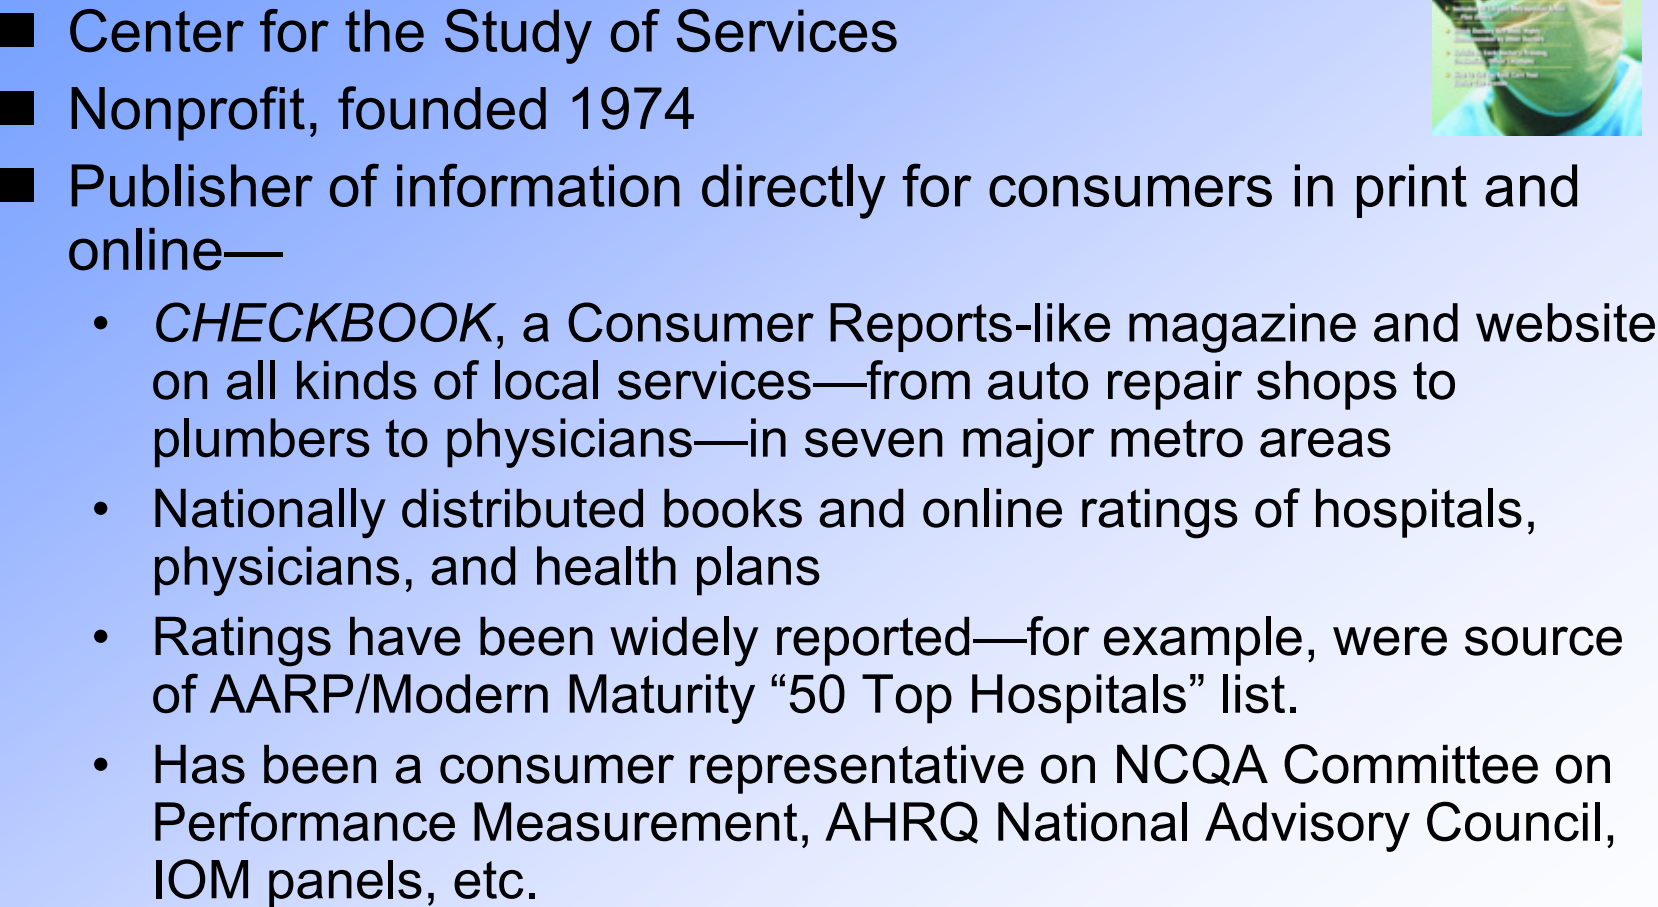 ■ Center for the Study of Services
■ Nonprofit, founded 1974
■ Publisher of information directly for consumers in print and
online—
• CHECKBOOK, a Consumer Reports-like magazine and website
on all kinds of local services—from auto repair shops to
plumbers to physicians—in seven major metro areas
• Nationally distributed books and online ratings of hospitals,
physicians, and health plans
• Ratings have been widely reported—for example, were source
of AARP/Modern Maturity “50 Top Hospitals” list.
• Has been a consumer representative on NCQA Committee on
Performance Measurement, AHRQ National Advisory Council,
IOM panels, etc.